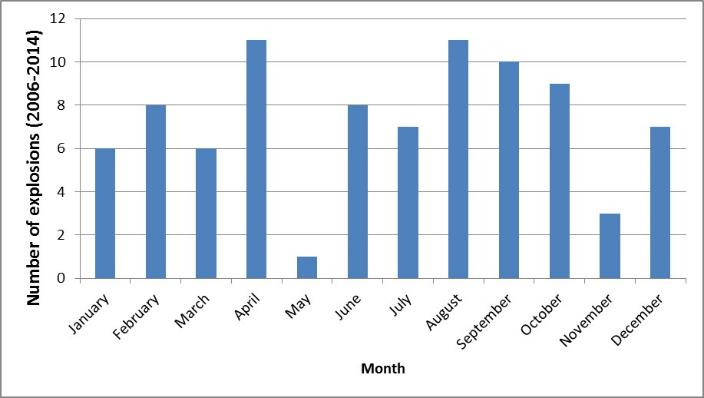 Number of explosions (2006-2014)
12
10
8
6
4
2
0
January
February
March
April
May
June
July
August
September
October
November
December
Month